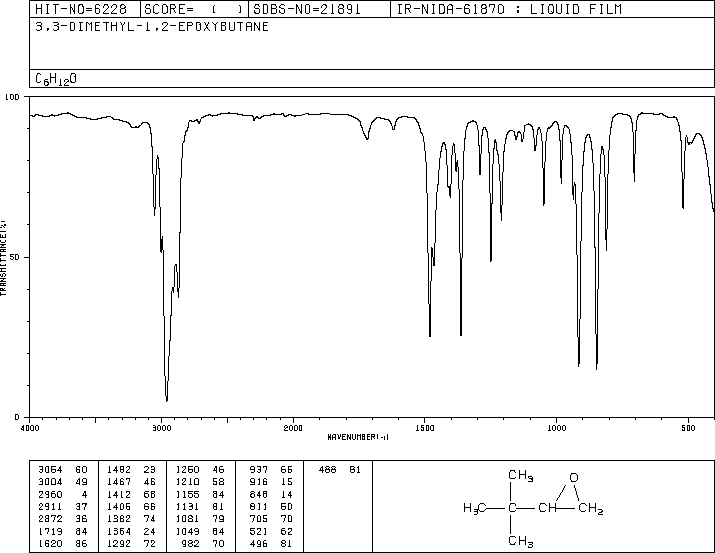 HIT-NO=6228 SCORE= ( ) SDBS-NO=21891 IR-NIDA-61870 : LIQUID FILM
3,3-DIMETHYL-1,2-EPOXYBUTANE
C6H12O
100
50
0
TRANSMITTANCE(%)
4000 3000 2000 1500 1000 500
WAVENUMBER(-1)
3054 60 1482 23 1250 46 937 66 488 81
3004 49 1467 46 1210 58 916 15
2960 4 1412 68 1155 84 848 14
2911 37 1406 66 1131 81 811 50
2872 36 1382 74 1081 79 705 70
1719 84 1364 24 1049 64 521 62
1620 86 1292 72 982 70 496 81
CH3
O
H3C C CH CH2
CH3